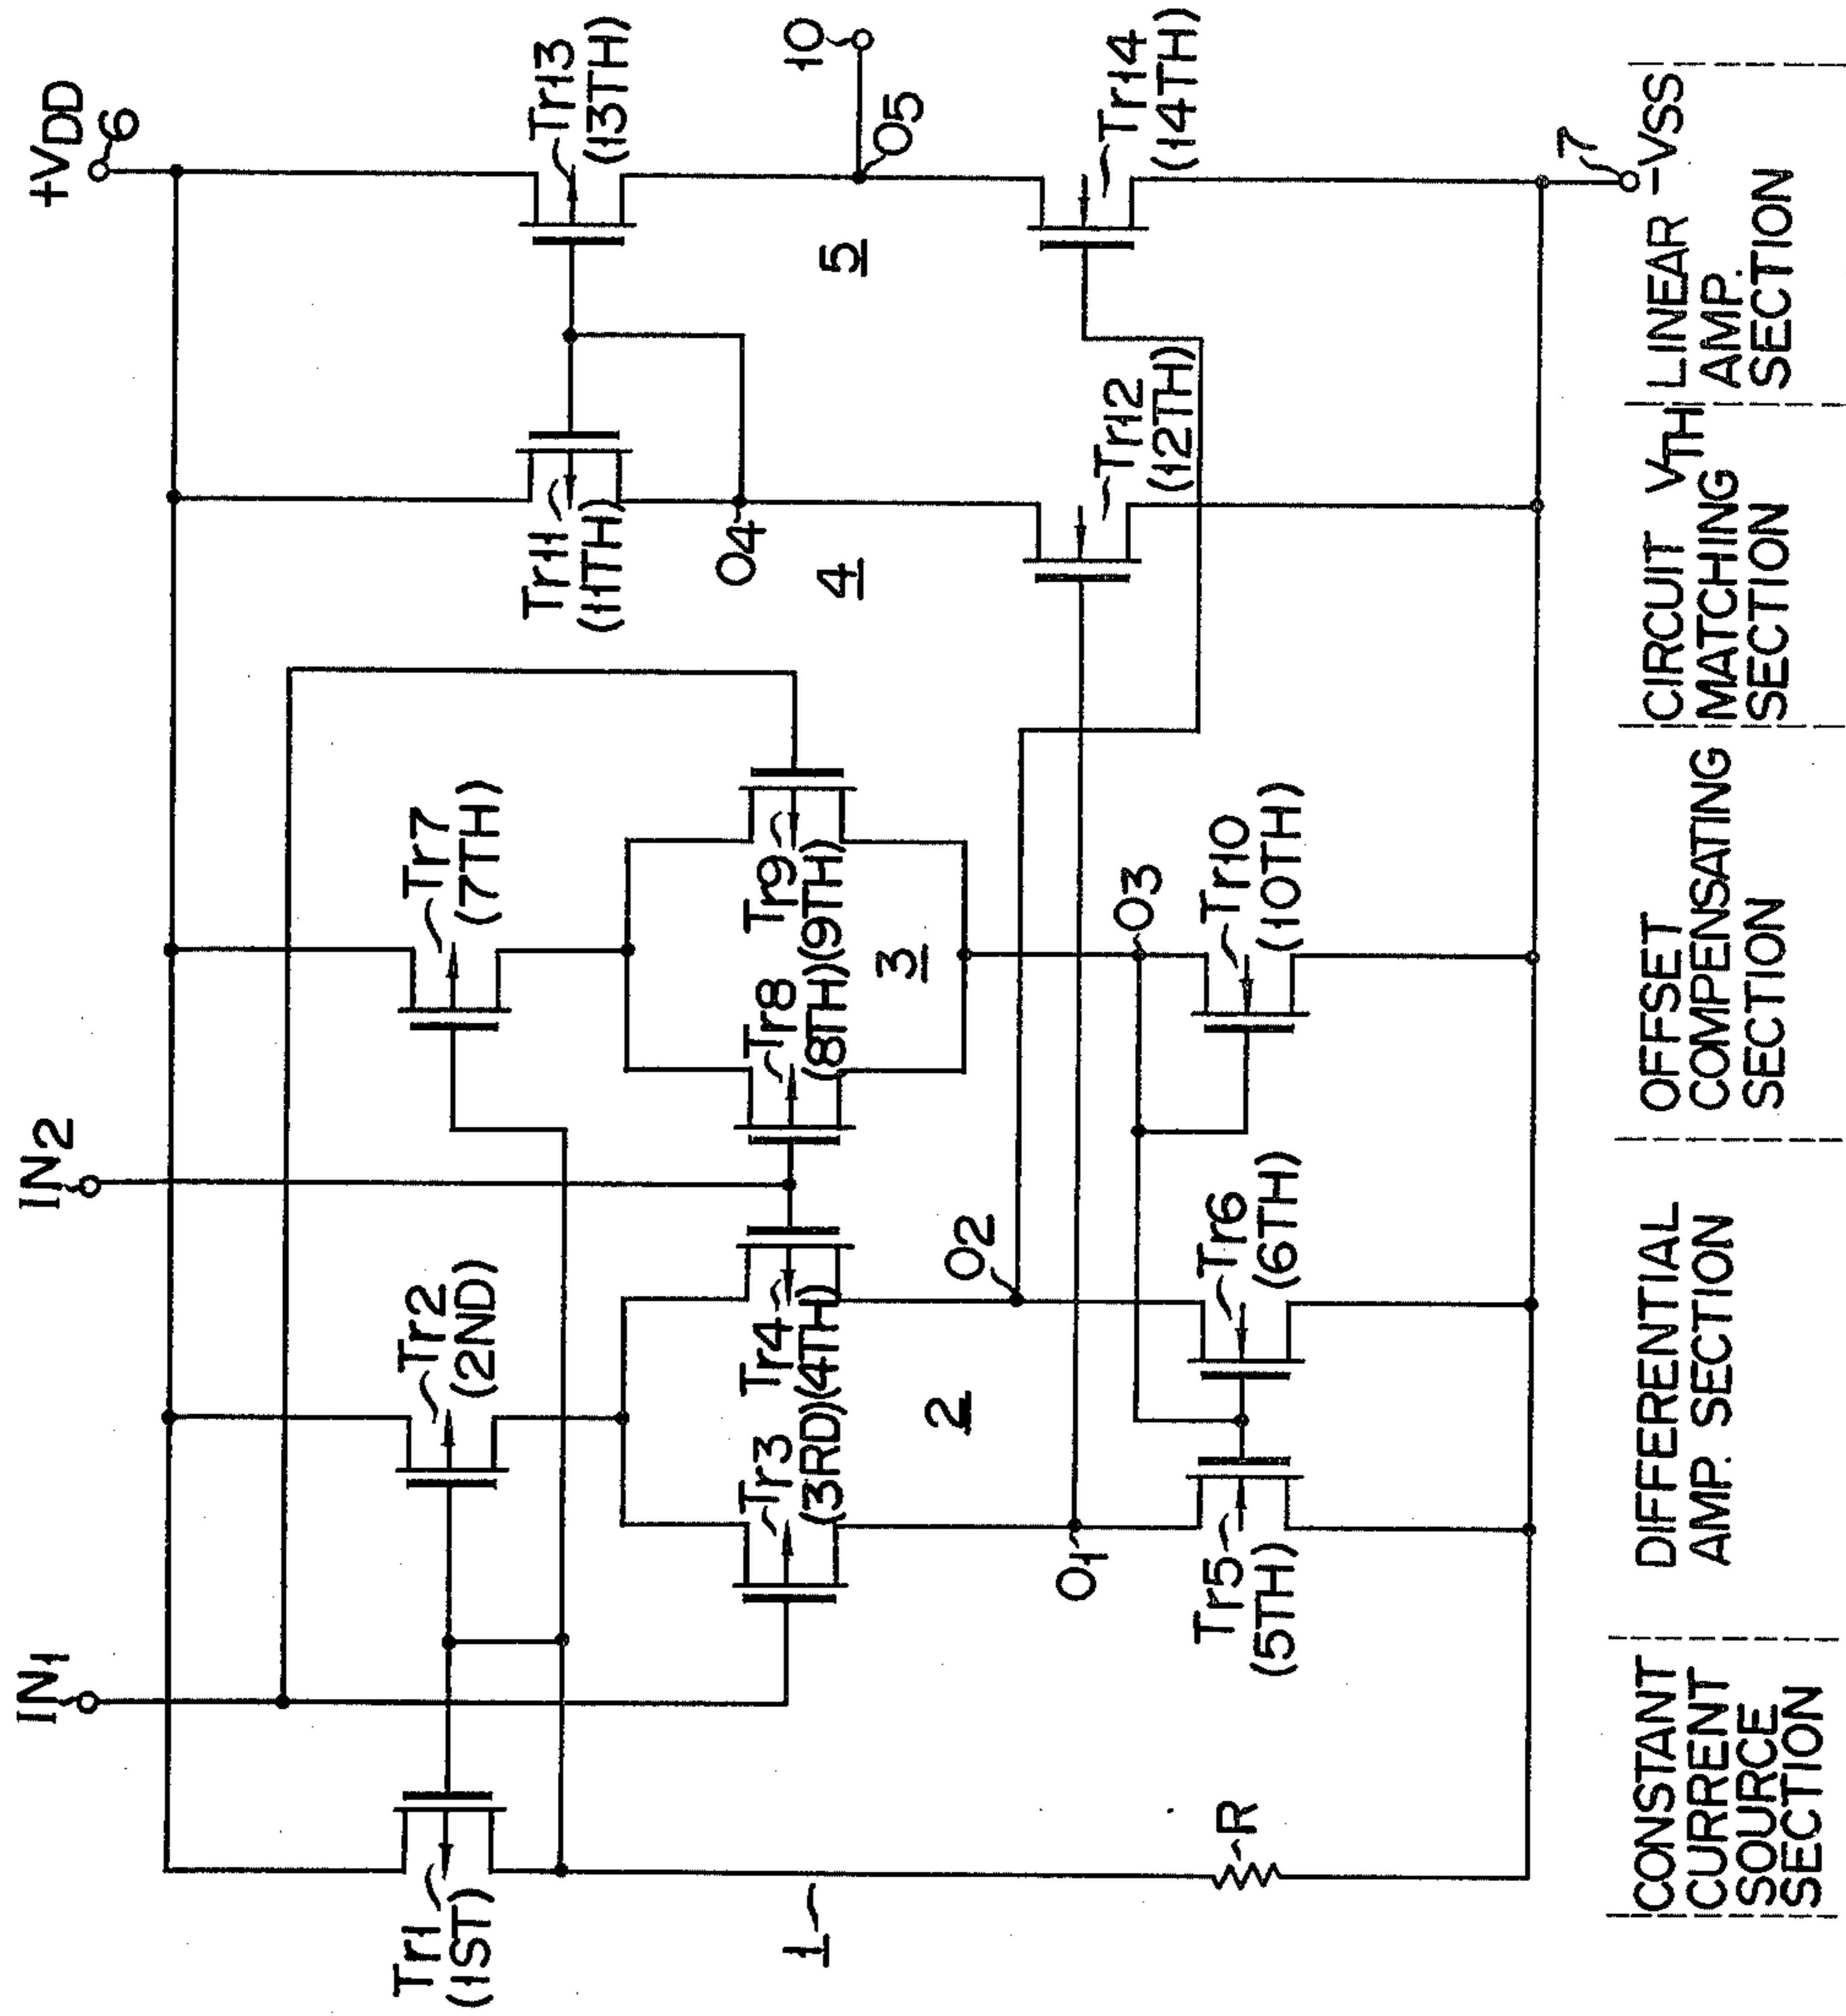 +VDD
6
IN1
IN2
Tr1
(1ST)
Tr2
(2ND)
Tr7
(7TH)
Tr11
(11TH)
Tr13
(13TH)
Tr3
(3RD)
Tr4
(4TH)
Tr8
(8TH)
Tr9
(9TH)
O4
10
O5
1
2
3
4
5
O1
O2
O3
Tr5
(5TH)
Tr6
(6TH)
Tr10
(10TH)
Tr12
(12TH)
Tr14
(14TH)
R
7
-VSS
CONSTANT
CURRENT
SOURCE
SECTION
DIFFERENTIAL
AMP. SECTION
OFFSET
COMPENSATING
SECTION
CIRCUIT VTH
MATCHING
SECTION
LINEAR
AMP.
SECTION